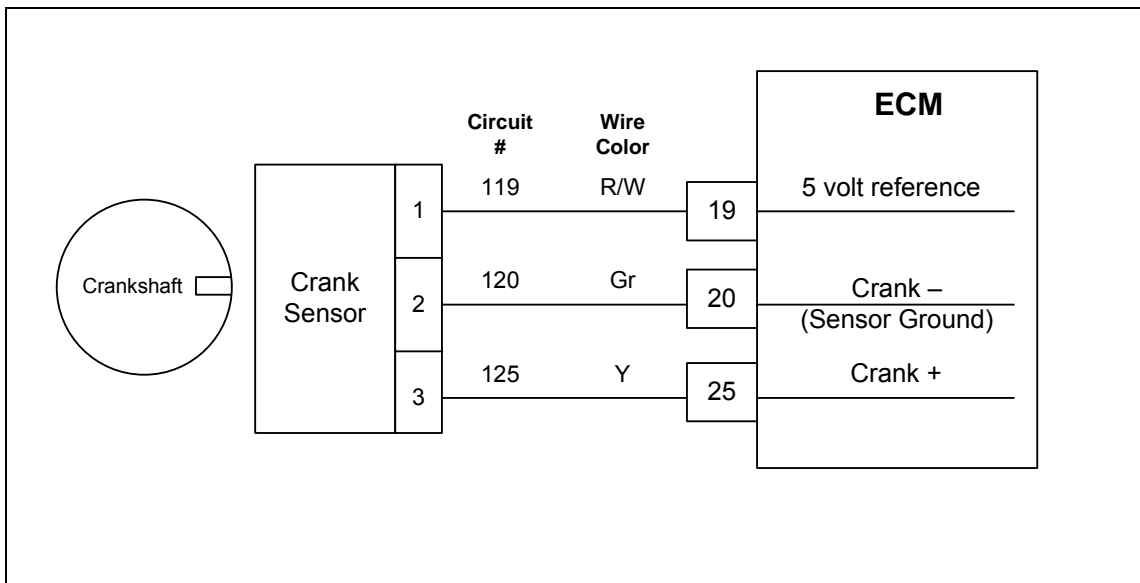 ECM
Circuit
#
Wire
Color
119
R/W
5 volt reference
1
19
Crankshaft
Crank
Sensor
120
Gr
2
20
Crank –
(Sensor Ground)
125
Y
Crank +
3
25